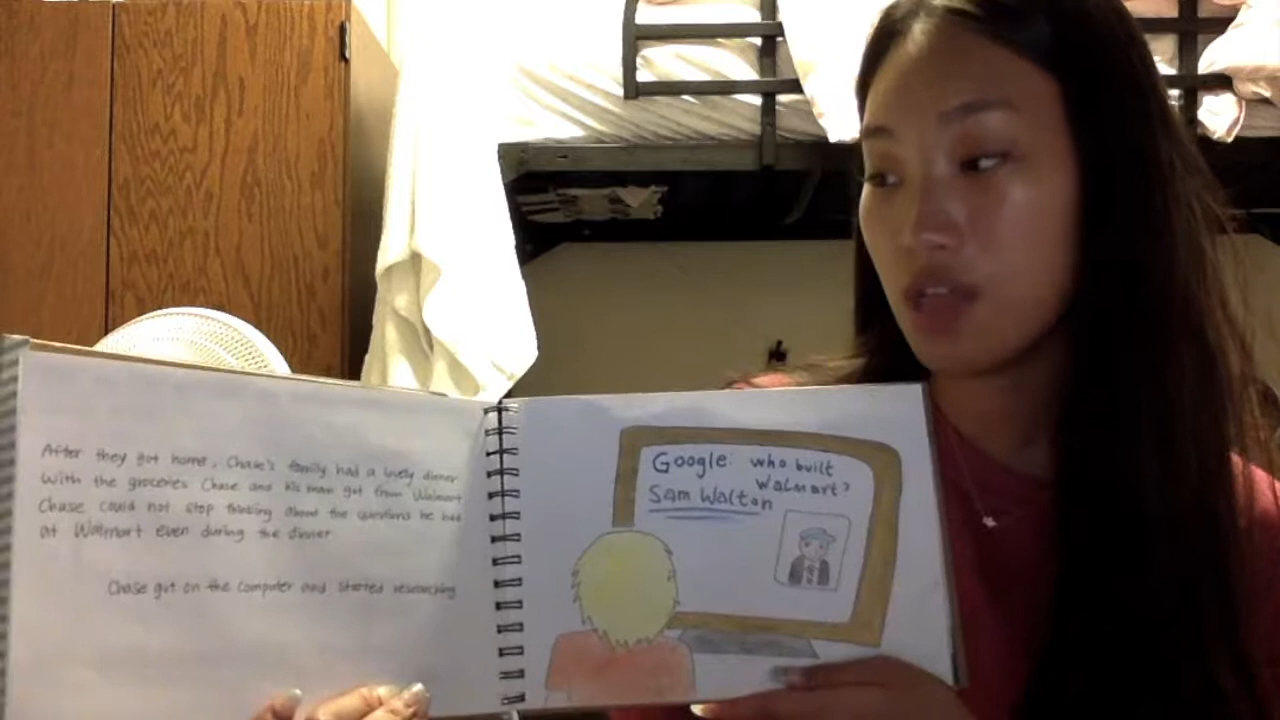 After they got home, Chase's family had a lovely dinner
with the groceries Chase and his mom got from Walmart
Chase could not stop thinking about the questions he had
at Walmart even during the dinner
Chase got on the computer and started researching
Google: who built
Walmart?
Sam Walton